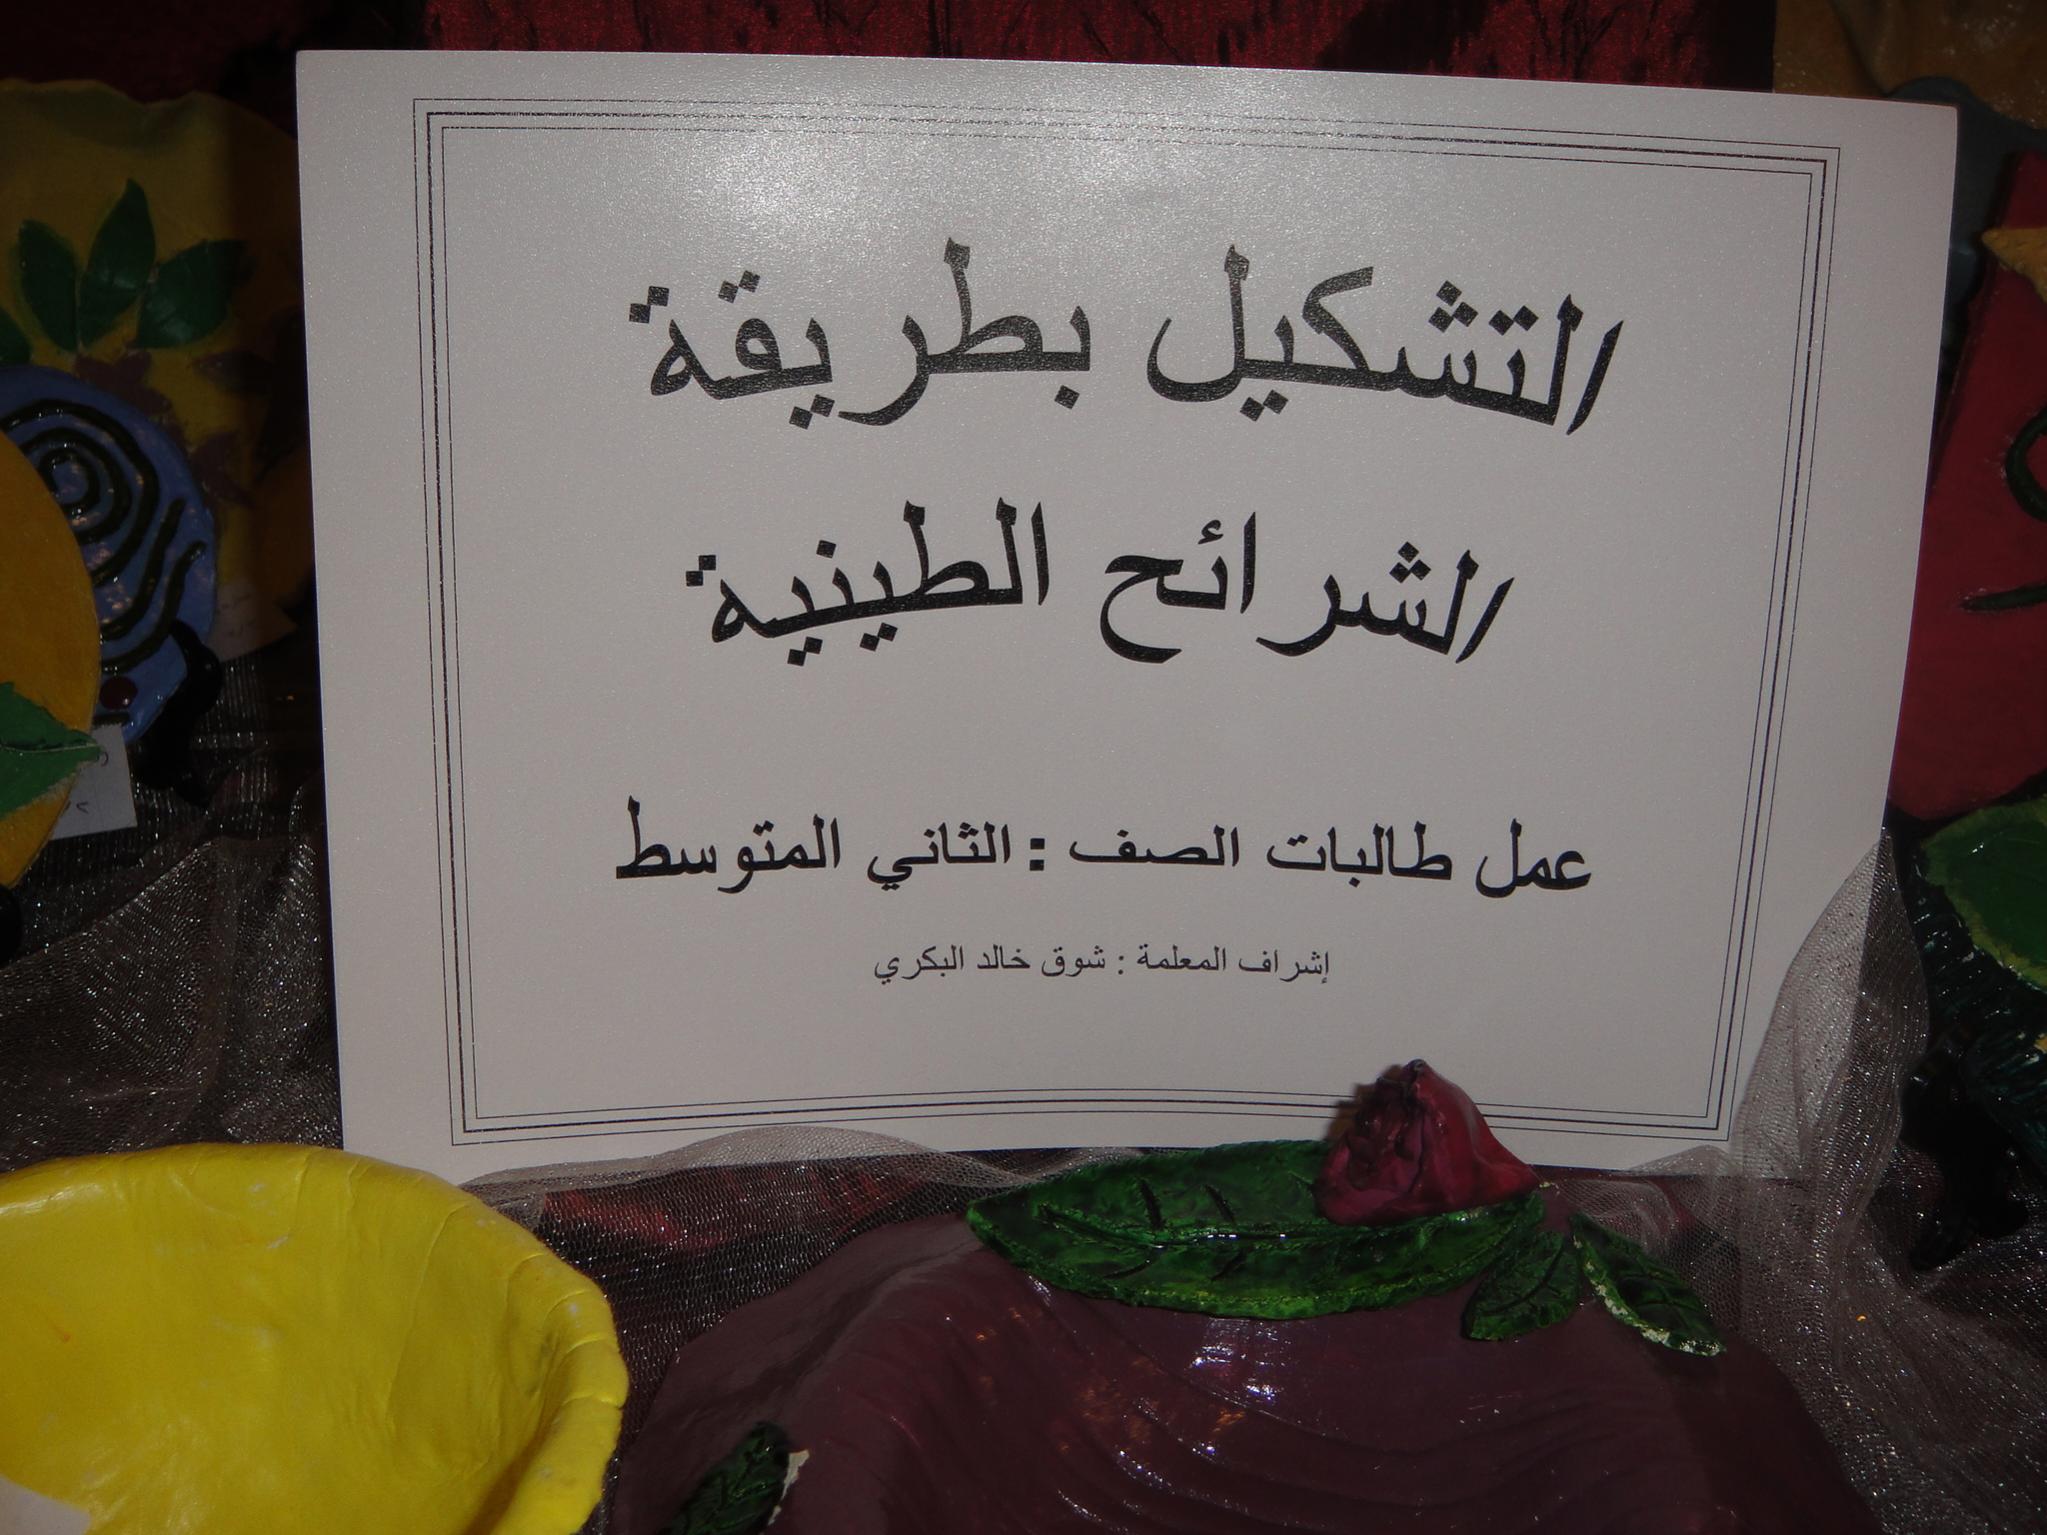 التشكيل بطريقة
الشرائح الطينية
عمل طالبات الصف : الثاني المتوسط
إشراف المعلمة : شوق خالد البكري